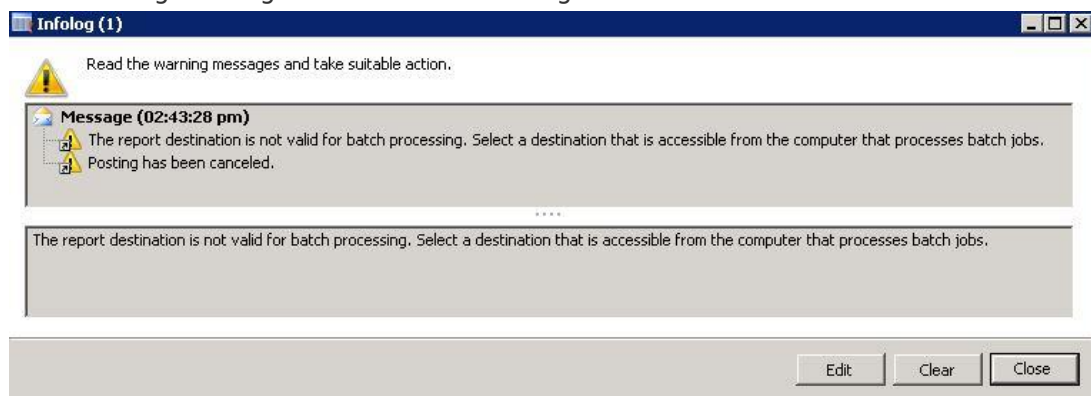 Infolog (1)
Read the warning messages and take suitable action.
Message (02:43:28 pm)
The report destination is not valid for batch processing. Select a destination that is accessible from the computer that processes batch jobs.
Posting has been canceled.
The report destination is not valid for batch processing. Select a destination that is accessible from the computer that processes batch jobs.
Edit
Clear
Close